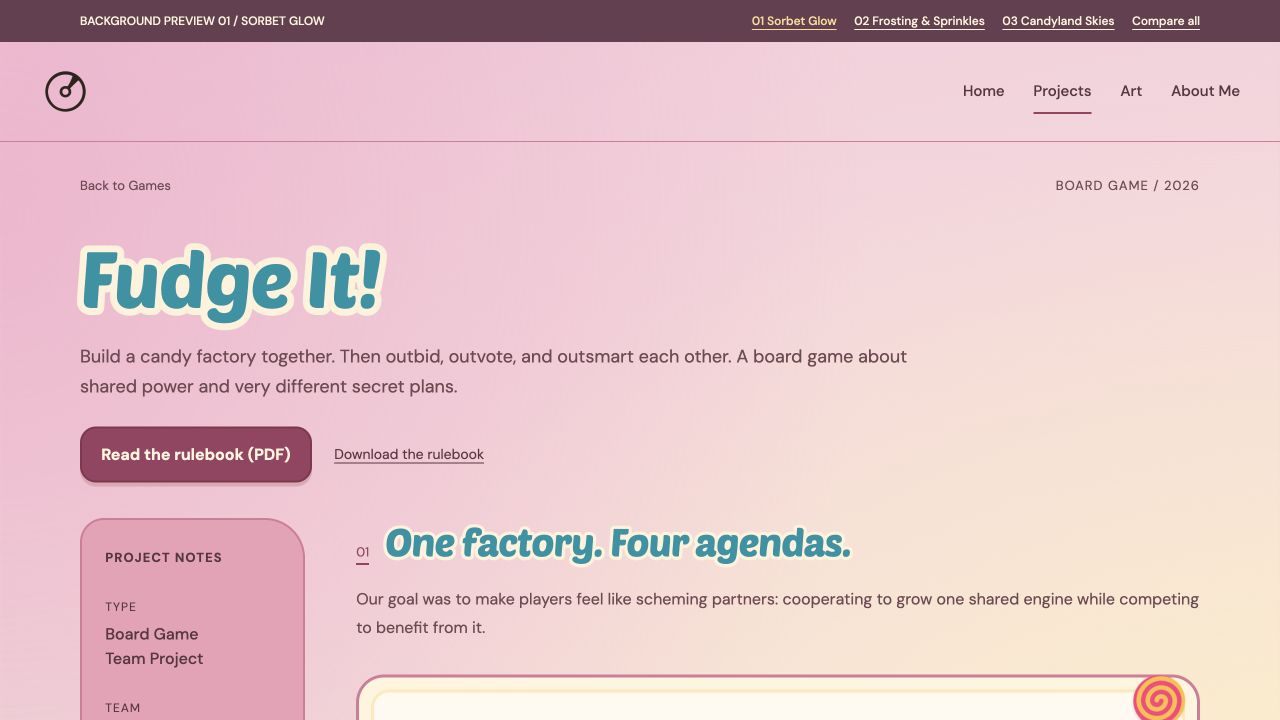 BACKGROUND PREVIEW 01 / SORBET GLOW
01 Sorbet Glow 02 Frosting & Sprinkles 03 Candyland Skies Compare all
Home Projects Art About Me
Back to Games
BOARD GAME / 2026
Fudge It!
Build a candy factory together. Then outbid, outvote, and outsmart each other. A board game about
shared power and very different secret plans.
Read the rulebook (PDF)
Download the rulebook
PROJECT NOTES
TYPE
Board Game
Team Project
TEAM
01 One factory. Four agendas.
Our goal was to make players feel like scheming partners: cooperating to grow one shared engine while competing
to benefit from it.